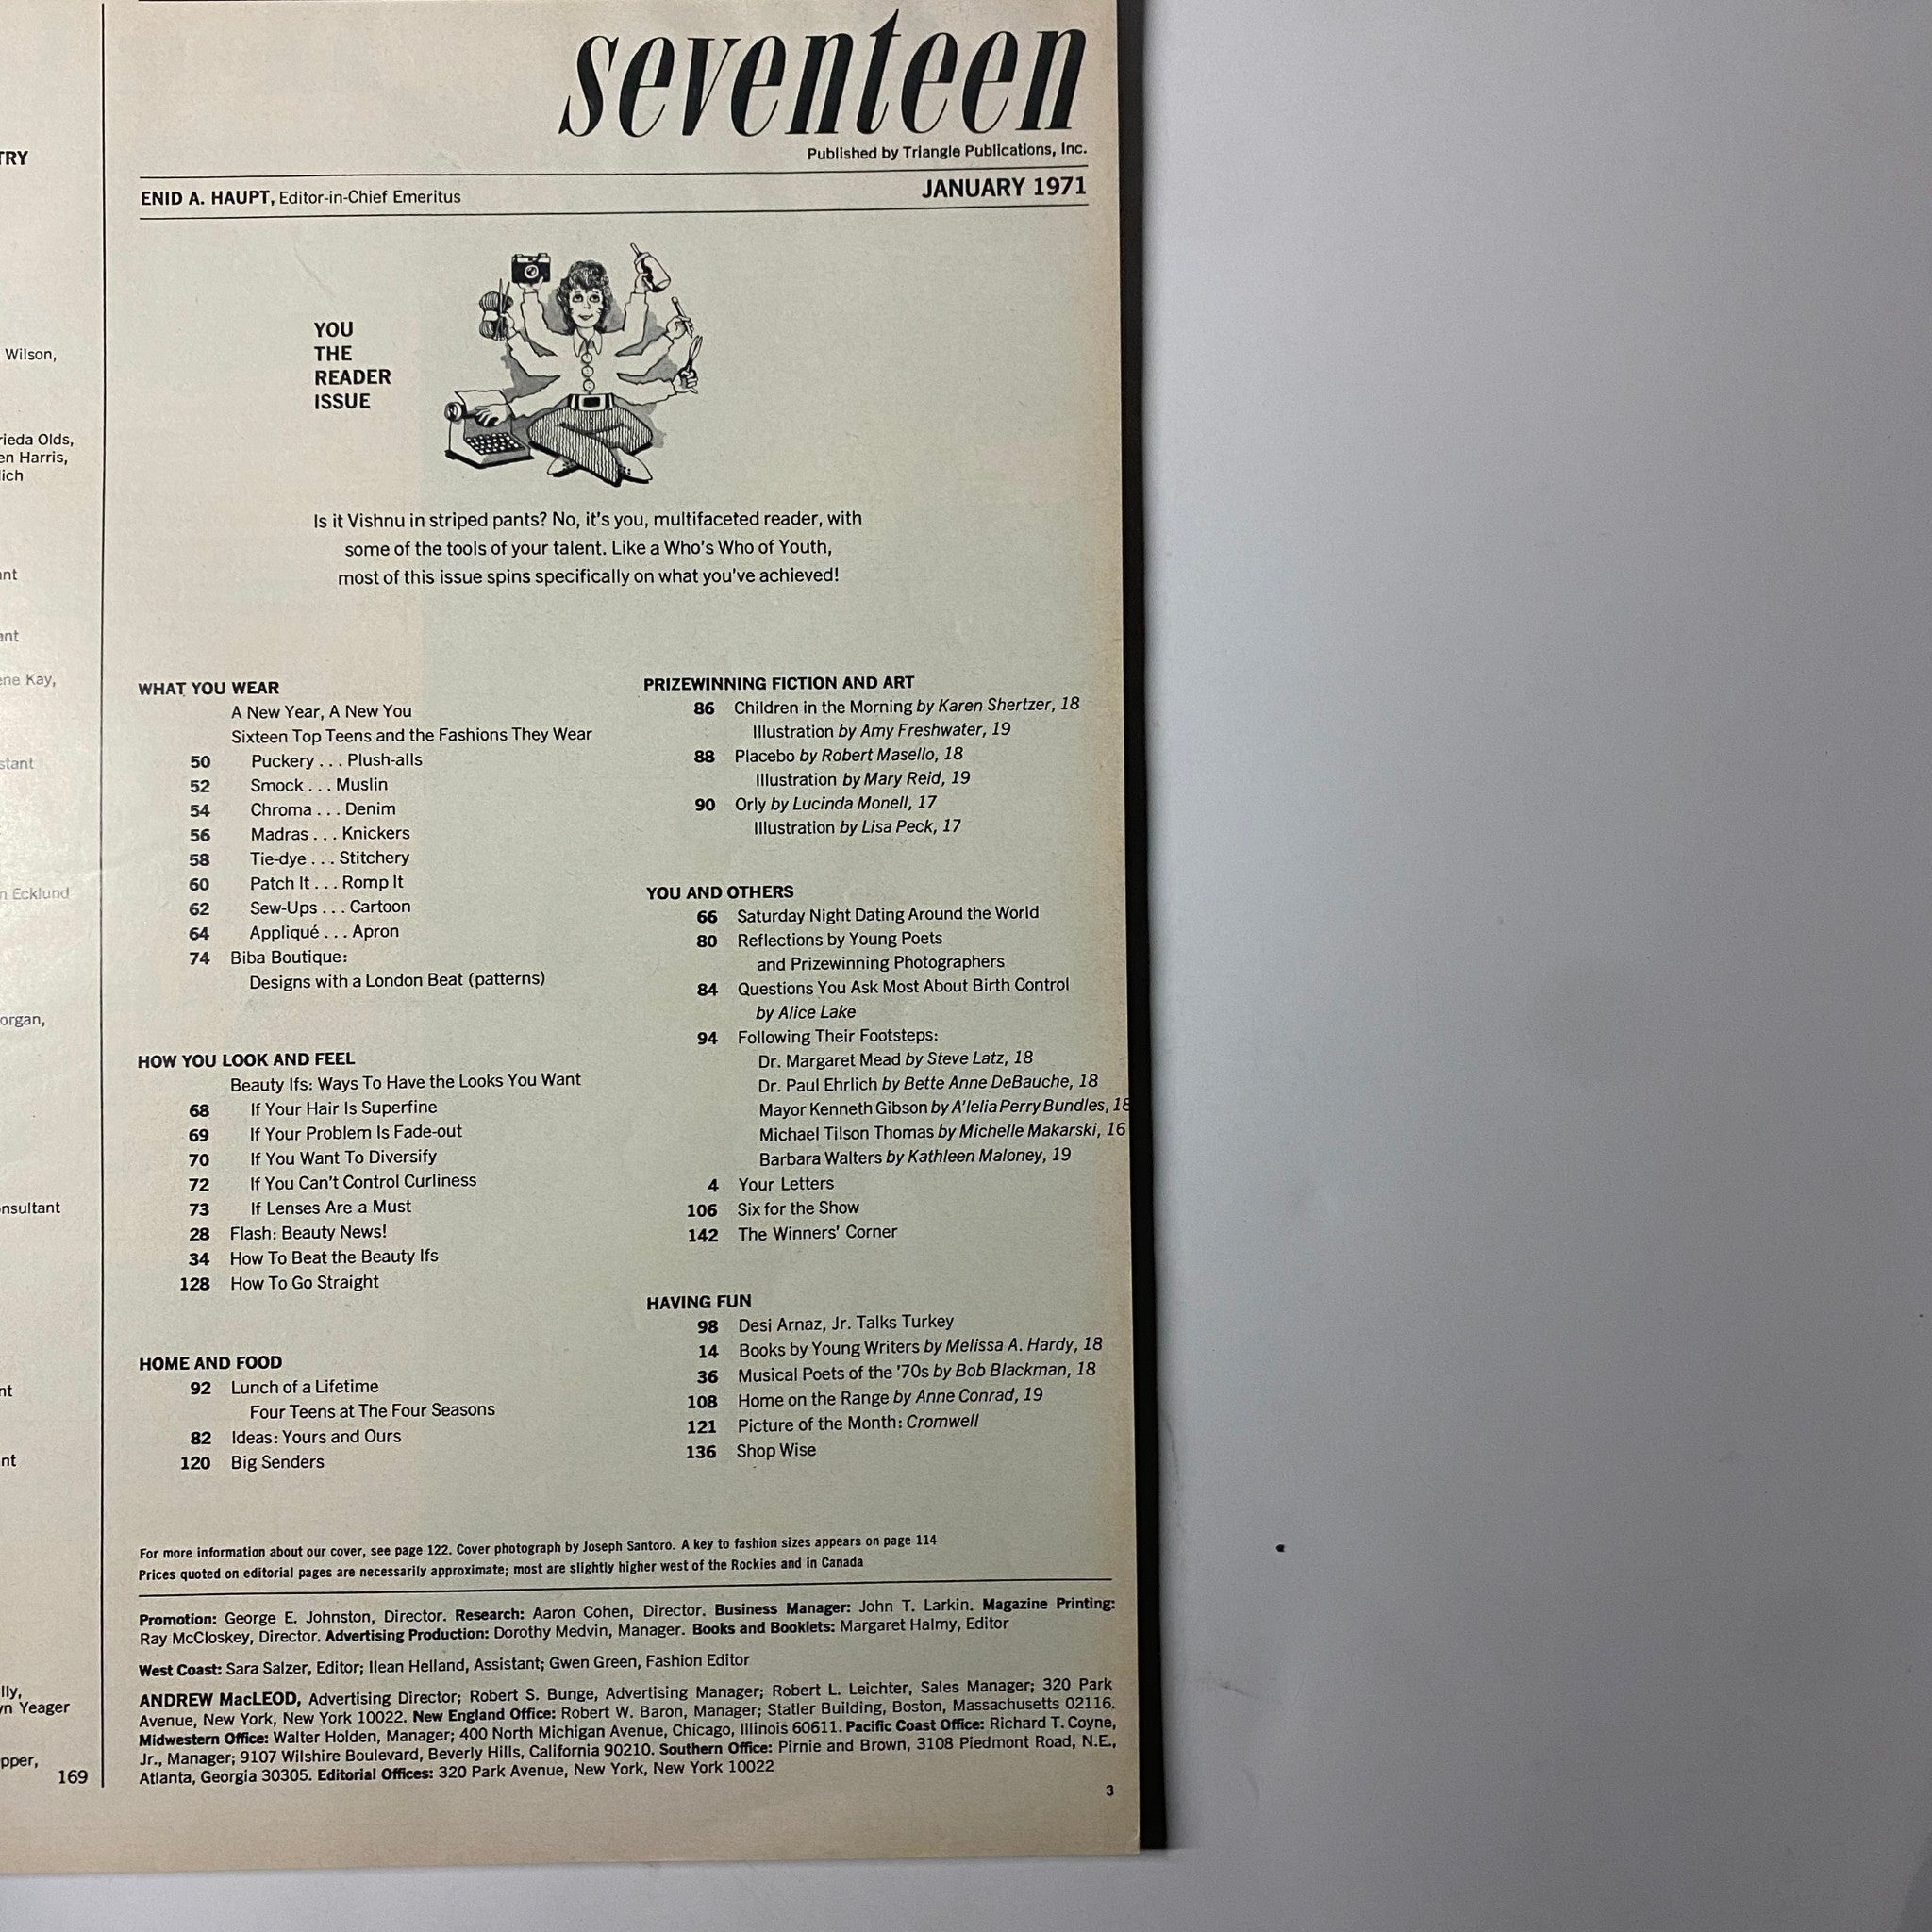 TRY
Wilson,
rieda Olds,
en Harris,
lich
ant
ant
ene Kay,
stant
n Ecklund
organ,
onsultant
nt
nt
lly,
yn Yeager
pper,
169
seventeen
Published by Triangle Publications, Inc.
ENID A. HAUPT, Editor-in-Chief Emeritus
JANUARY 1971
YOU
THE
READER
ISSUE
Is it Vishnu in striped pants? No, it's you, multifaceted reader, with
some of the tools of your talent. Like a Who's Who of Youth,
most of this issue spins specifically on what you've achieved!
WHAT YOU WEAR
A New Year, A New You
Sixteen Top Teens and the Fashions They Wear
50 Puckery . . . Plush-alls
52 Smock . . . Muslin
54 Chroma . . . Denim
56 Madras . . . Knickers
58 Tie-dye . . . Stitchery
60 Patch It . . . Romp It
62 Sew-Ups . . . Cartoon
64 Appliqué . . . Apron
74 Biba Boutique:
Designs with a London Beat (patterns)
HOW YOU LOOK AND FEEL
Beauty Ifs: Ways To Have the Looks You Want
68 If Your Hair Is Superfine
69 If Your Problem Is Fade-out
70 If You Want To Diversify
72 If You Can't Control Curliness
73 If Lenses Are a Must
28 Flash: Beauty News!
34 How To Beat the Beauty Ifs
128 How To Go Straight
HOME AND FOOD
92 Lunch of a Lifetime
Four Teens at The Four Seasons
82 Ideas: Yours and Ours
120 Big Senders
PRIZEWINNING FICTION AND ART
86 Children in the Morning by Karen Shertzer, 18
Illustration by Amy Freshwater, 19
88 Placebo by Robert Masello, 18
Illustration by Mary Reid, 19
90 Orly by Lucinda Monell, 17
Illustration by Lisa Peck, 17
YOU AND OTHERS
66 Saturday Night Dating Around the World
80 Reflections by Young Poets
and Prizewinning Photographers
84 Questions You Ask Most About Birth Control
by Alice Lake
94 Following Their Footsteps:
Dr. Margaret Mead by Steve Latz, 18
Dr. Paul Ehrlich by Bette Anne DeBauche, 18
Mayor Kenneth Gibson by A'lelia Perry Bundles, 18
Michael Tilson Thomas by Michelle Makarski, 16
Barbara Walters by Kathleen Maloney, 19
4 Your Letters
106 Six for the Show
142 The Winners' Corner
HAVING FUN
98 Desi Arnaz, Jr. Talks Turkey
14 Books by Young Writers by Melissa A. Hardy, 18
36 Musical Poets of the '70s by Bob Blackman, 18
108 Home on the Range by Anne Conrad, 19
121 Picture of the Month: Cromwell
136 Shop Wise
For more information about our cover, see page 122. Cover photograph by Joseph Santoro. A key to fashion sizes appears on page 114
Prices quoted on editorial pages are necessarily approximate; most are slightly higher west of the Rockies and in Canada
Promotion: George E. Johnston, Director. Research: Aaron Cohen, Director. Business Manager: John T. Larkin. Magazine Printing:
Ray McCloskey, Director. Advertising Production: Dorothy Medvin, Manager. Books and Booklets: Margaret Halmy, Editor
West Coast: Sara Salzer, Editor; Ilean Helland, Assistant; Gwen Green, Fashion Editor
ANDREW MacLEOD, Advertising Director; Robert S. Bunge, Advertising Manager; Robert L. Leichter, Sales Manager; 320 Park
Avenue, New York, New York 10022. New England Office: Robert W. Baron, Manager; Statler Building, Boston, Massachusetts 02116.
Midwestern Office: Walter Holden, Manager; 400 North Michigan Avenue, Chicago, Illinois 60611. Pacific Coast Office: Richard T. Coyne,
Jr., Manager; 9107 Wilshire Boulevard, Beverly Hills, California 90210. Southern Office: Pirnie and Brown, 3108 Piedmont Road, N.E.,
Atlanta, Georgia 30305. Editorial Offices: 320 Park Avenue, New York, New York 10022
3